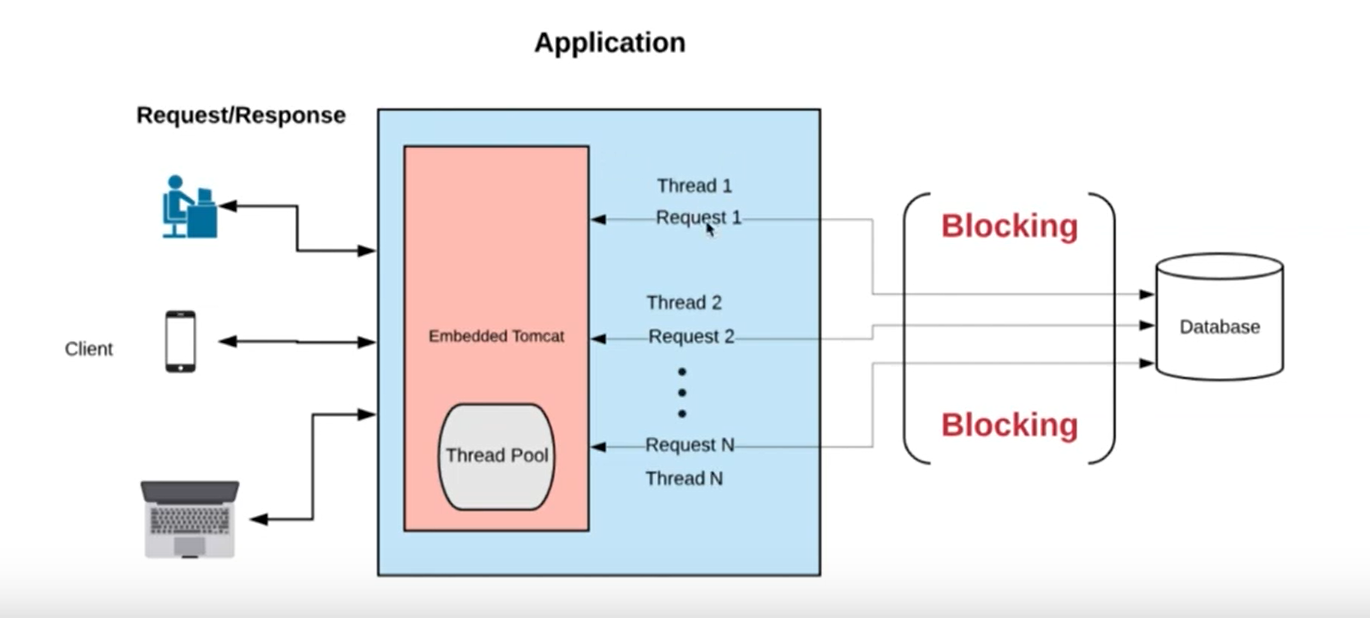 Application
Request/Response
Client
Embedded Tomcat
Thread Pool
Thread 1
Request 1
Thread 2
Request 2
Request N
Thread N
Blocking
Blocking
Database